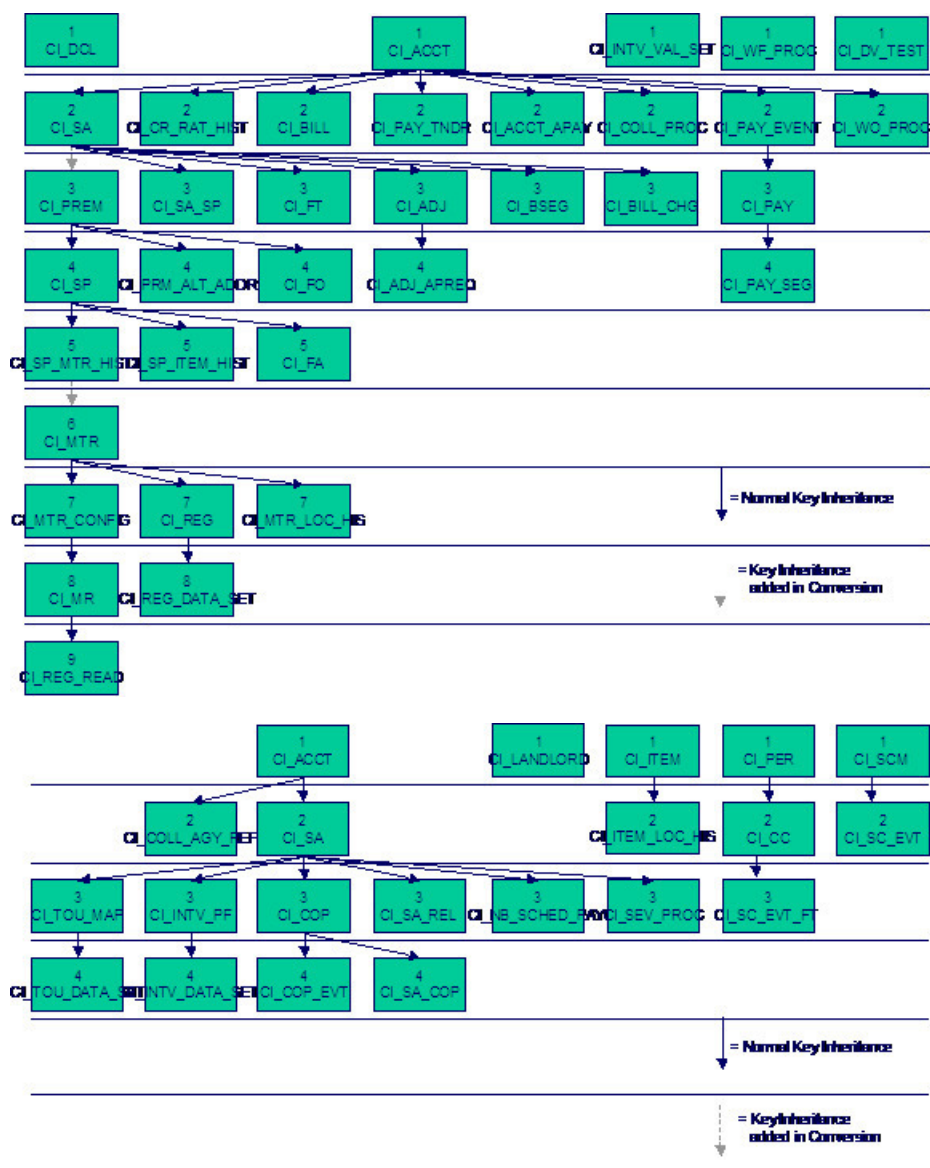 1 1 1 1 1
CI_DCL CI_ACCT CI_INTV_VAL_SET CI_WF_PROC CI_DV_TEST
2 2 2 2 2 2 2 2
CI_SA CI_CR_RAT_HIST CI_BILL CI_PAY_TNDR CI_ACCT_APAY CI_COLL_PROC CI_PAY_EVENT CI_WO_PROC
3 3 3 3 3 3 3
CI_PREM CI_SA_SP CI_FT CI_ADJ CI_BSEG CI_BILL_CHG CI_PAY
4 4 4 4 4
CI_SP CI_PRM_ALT_ADDR CI_FO CI_ADJ_APREQ CI_PAY_SEG
5 5 5
CI_SP_MTR_HIST CI_SP_ITEM_HIST CI_FA
6
CI_MTR
7 7 7
CI_MTR_CONFIG CI_REG CI_MTR_LOC_HIS
= Normal Key Inheritance
8 8
CI_MR CI_REG_DATA_SET
= Key Inheritance
added in Conversion
9
CI_REG_READ
1 1 1 1 1
CI_ACCT CI_LANDLORD CI_ITEM CI_PER CI_SCM
2 2 2 2 2
CI_COLL_AGY_REF CI_SA CI_ITEM_LOC_HIS CI_CC CI_SC_EVT
3 3 3 3 3 3 3
CI_TOU_MAP CI_INTV_PF CI_COP CI_SA_REL CI_NB_SCHED_PAY CI_SEV_PROC CI_SC_EVT_FT
4 4 4 4
CI_TOU_DATA_SET CI_INTV_DATA_SET CI_COP_EVT CI_SA_COP
= Normal Key Inheritance
= Key Inheritance
added in Conversion